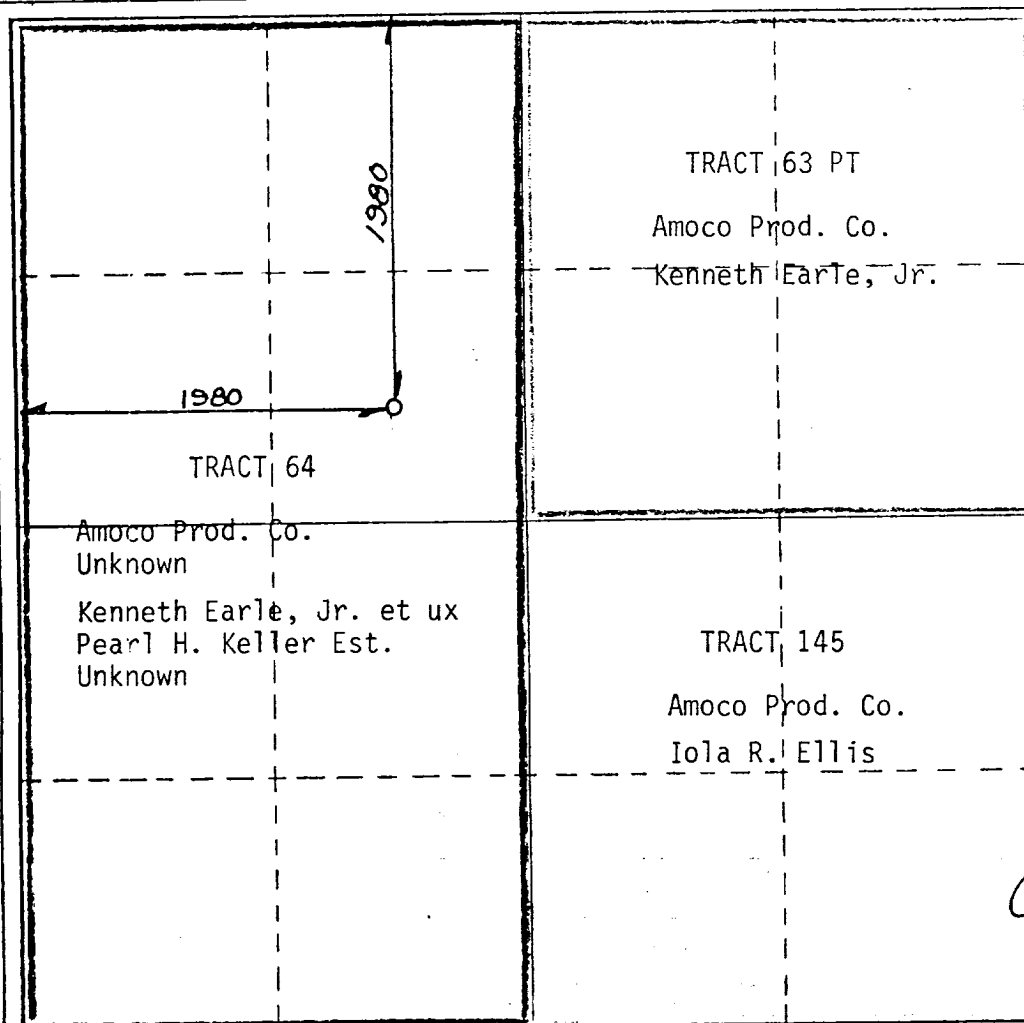 1980
1980
TRACT 64
Amoco Prod. Co.
Unknown
Kenneth Earle, Jr. et ux
Pearl H. Keller Est.
Unknown
TRACT 63 PT
Amoco Prod. Co.
Kenneth Earle, Jr.
TRACT 145
Amoco Prod. Co.
Iola R. Ellis